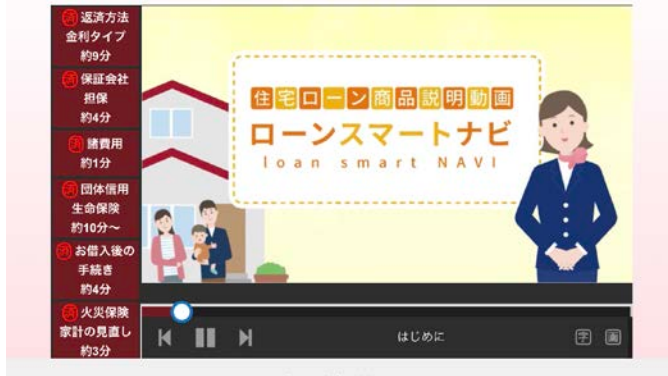 済 返済方法
金利タイプ
約9分
済 保証会社
担保
約4分
済 諸費用
約1分
済 団体信用
生命保険
約10分～
済 お借入後の
手続き
約4分
済 火災保険
家計の見直し
約3分
住宅ローン商品説明動画
ローンスマートナビ
loan smart NAVI
はじめに
字
画